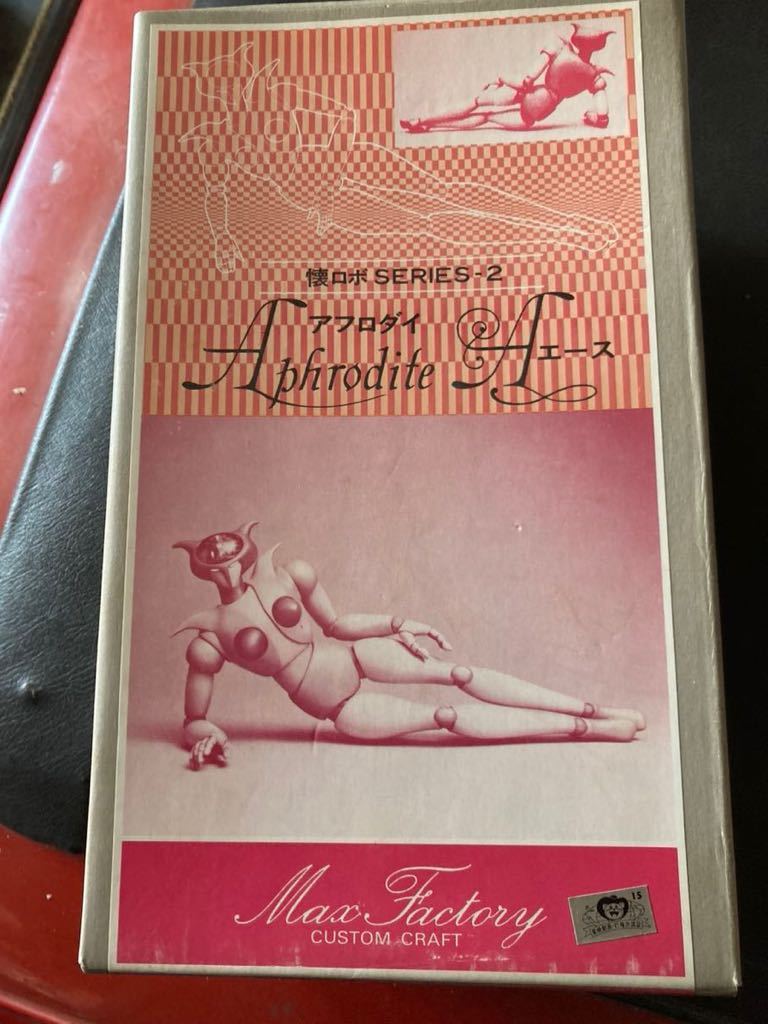 懐ロボ SERIES-2
アフロダイ
Aphrodite A エース
Max Factory
CUSTOM CRAFT
15